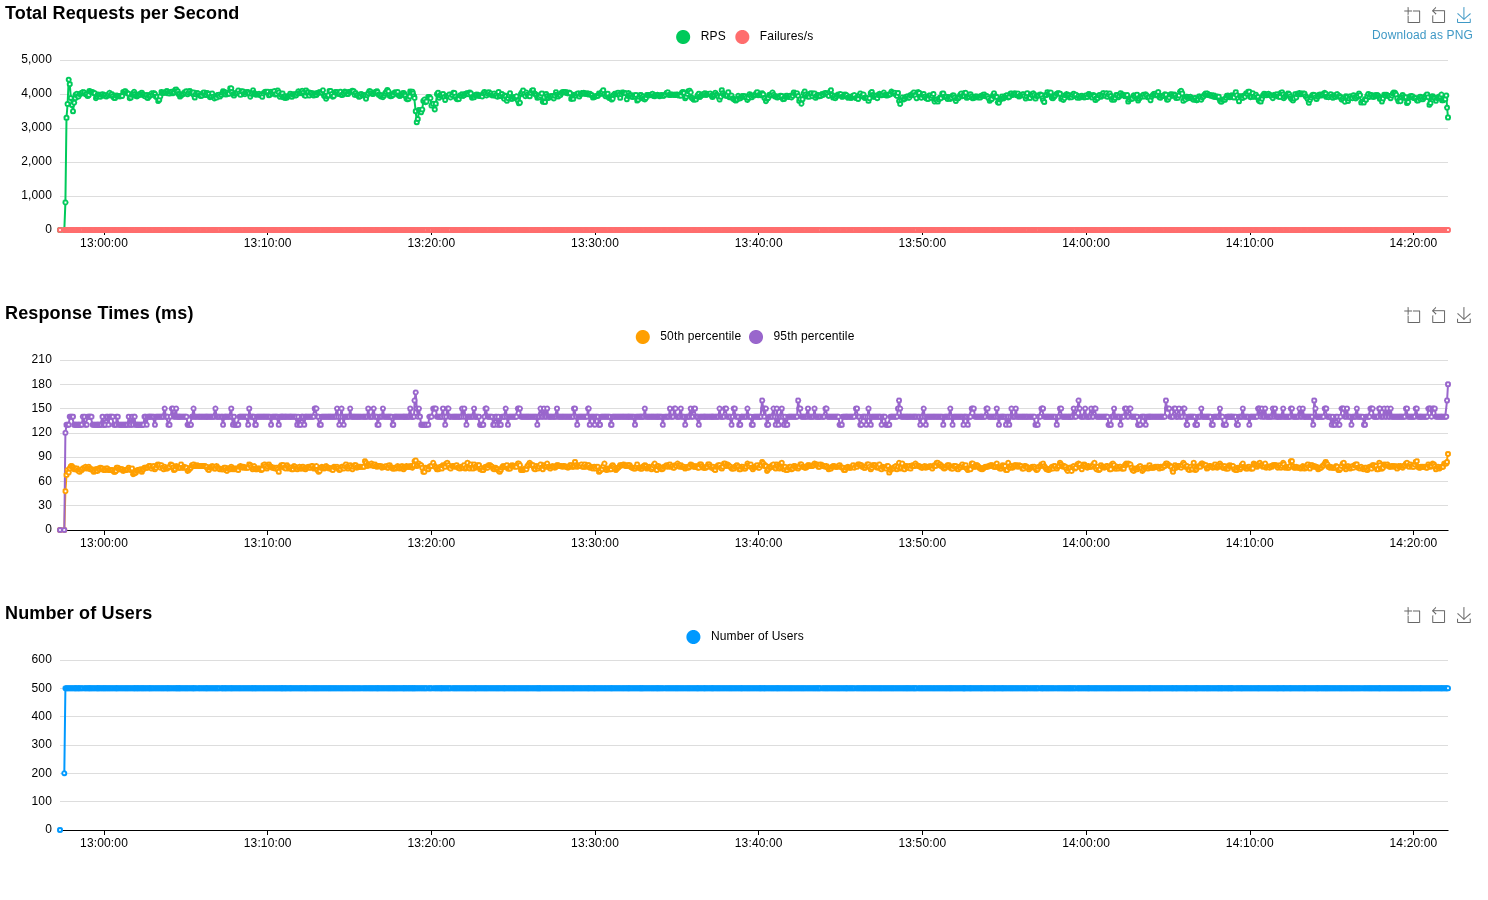 Total Requests per Second
Download as PNG
RPS Failures/s
5,000
4,000
3,000
2,000
1,000
0
13:00:00 13:10:00 13:20:00 13:30:00 13:40:00 13:50:00 14:00:00 14:10:00 14:20:00
Response Times (ms)
50th percentile 95th percentile
210
180
150
120
90
60
30
0
13:00:00 13:10:00 13:20:00 13:30:00 13:40:00 13:50:00 14:00:00 14:10:00 14:20:00
Number of Users
Number of Users
600
500
400
300
200
100
0
13:00:00 13:10:00 13:20:00 13:30:00 13:40:00 13:50:00 14:00:00 14:10:00 14:20:00